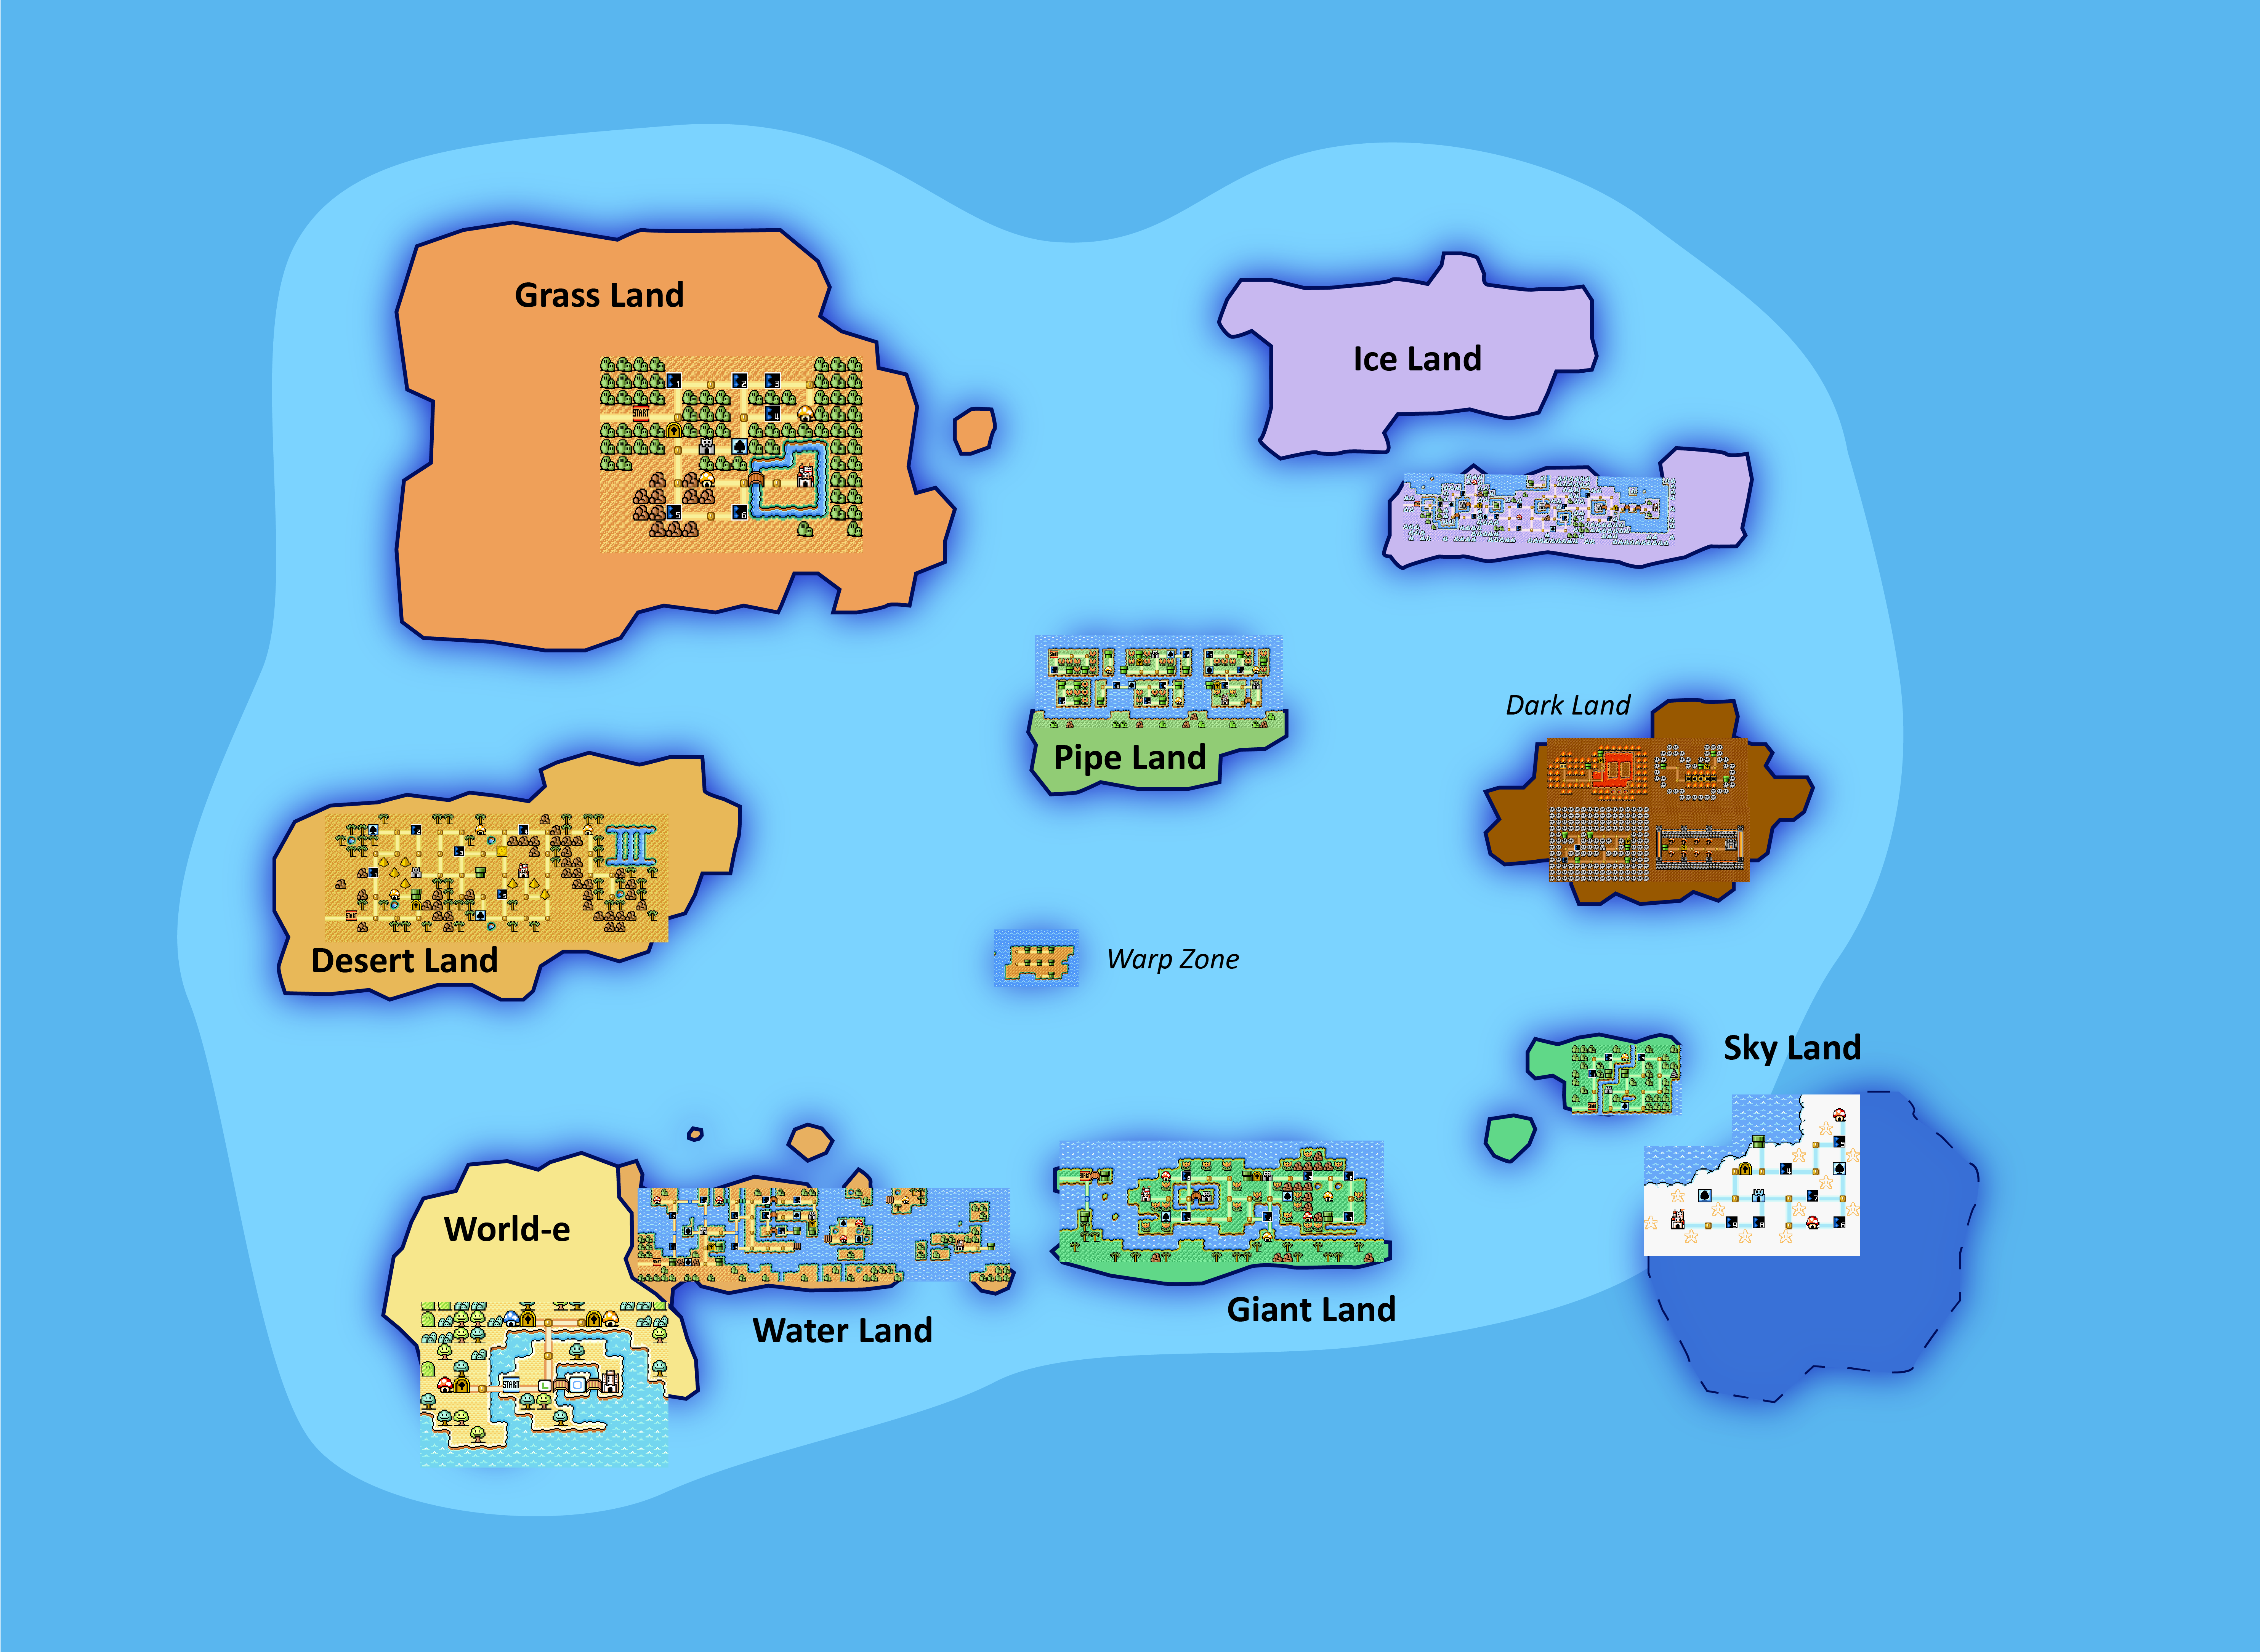 Grass Land
Ice Land
START
Pipe Land
Dark Land
START
Desert Land
Warp Zone
Sky Land
World-e
START
Water Land
Giant Land
START